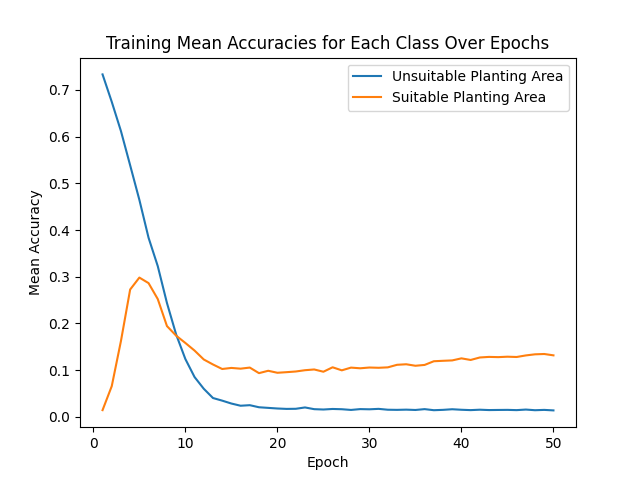 Training Mean Accuracies for Each Class Over Epochs
Unsuitable Planting Area
Suitable Planting Area
Mean Accuracy
0.7
0.6
0.5
0.4
0.3
0.2
0.1
0.0
0 10 20 30 40 50
Epoch